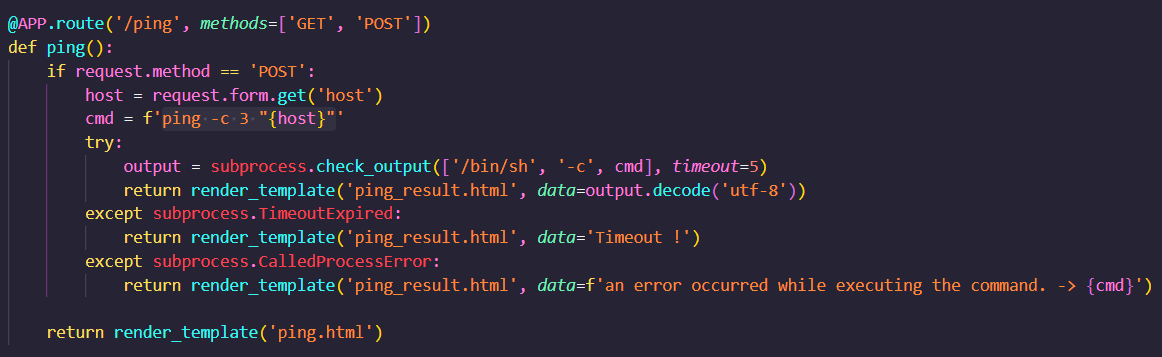 @APP.route('/ping', methods=['GET', 'POST'])
def ping():
    if request.method == 'POST':
        host = request.form.get('host')
        cmd = f'ping -c 3 "{host}"'
        try:
            output = subprocess.check_output(['/bin/sh', '-c', cmd], timeout=5)
            return render_template('ping_result.html', data=output.decode('utf-8'))
        except subprocess.TimeoutExpired:
            return render_template('ping_result.html', data='Timeout !')
        except subprocess.CalledProcessError:
            return render_template('ping_result.html', data=f'an error occurred while executing the command. -> {cmd}')
    return render_template('ping.html')